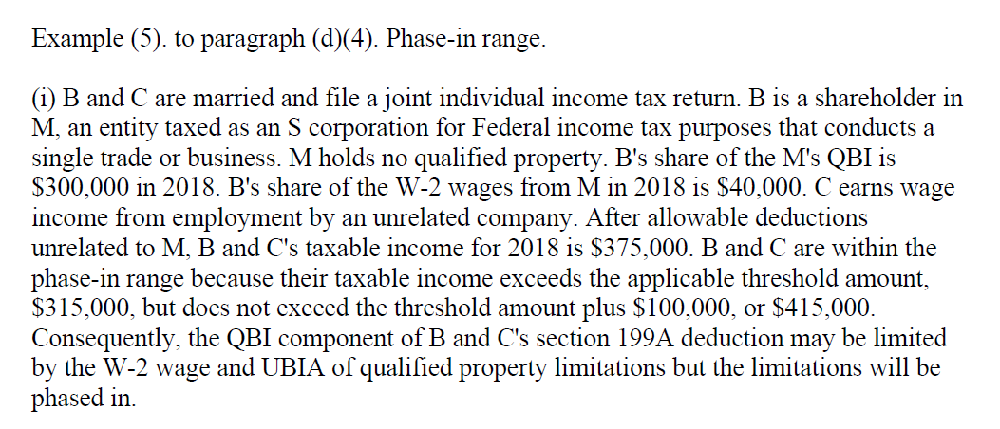 Example (5). to paragraph (d)(4). Phase-in range.
(i) B and C are married and file a joint individual income tax return. B is a shareholder in
M, an entity taxed as an S corporation for Federal income tax purposes that conducts a
single trade or business. M holds no qualified property. B's share of the M's QBI is
$300,000 in 2018. B's share of the W-2 wages from M in 2018 is $40,000. C earns wage
income from employment by an unrelated company. After allowable deductions
unrelated to M, B and C's taxable income for 2018 is $375,000. B and C are within the
phase-in range because their taxable income exceeds the applicable threshold amount,
$315,000, but does not exceed the threshold amount plus $100,000, or $415,000.
Consequently, the QBI component of B and C's section 199A deduction may be limited
by the W-2 wage and UBIA of qualified property limitations but the limitations will be
phased in.